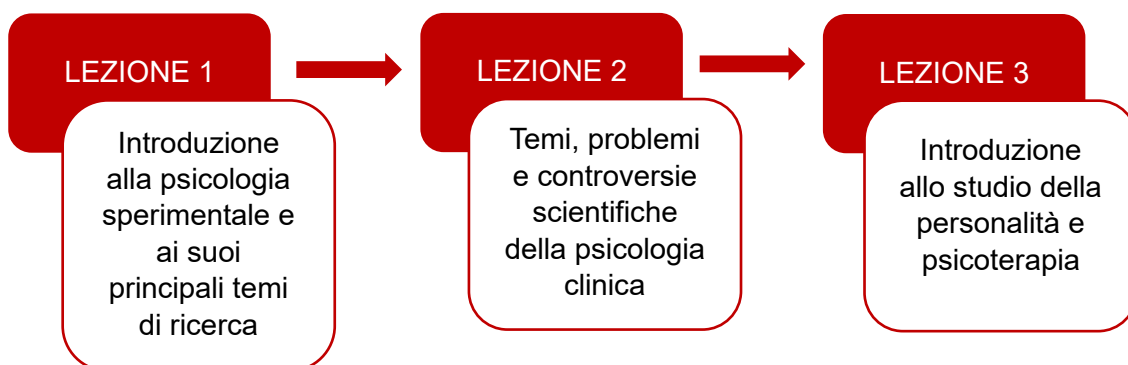 LEZIONE 1
Introduzione
alla psicologia
sperimentale e
ai suoi
principali temi
di ricerca
LEZIONE 2
Temi, problemi
e controversie
scientifiche
della psicologia
clinica
LEZIONE 3
Introduzione
allo studio della
personalità e
psicoterapia